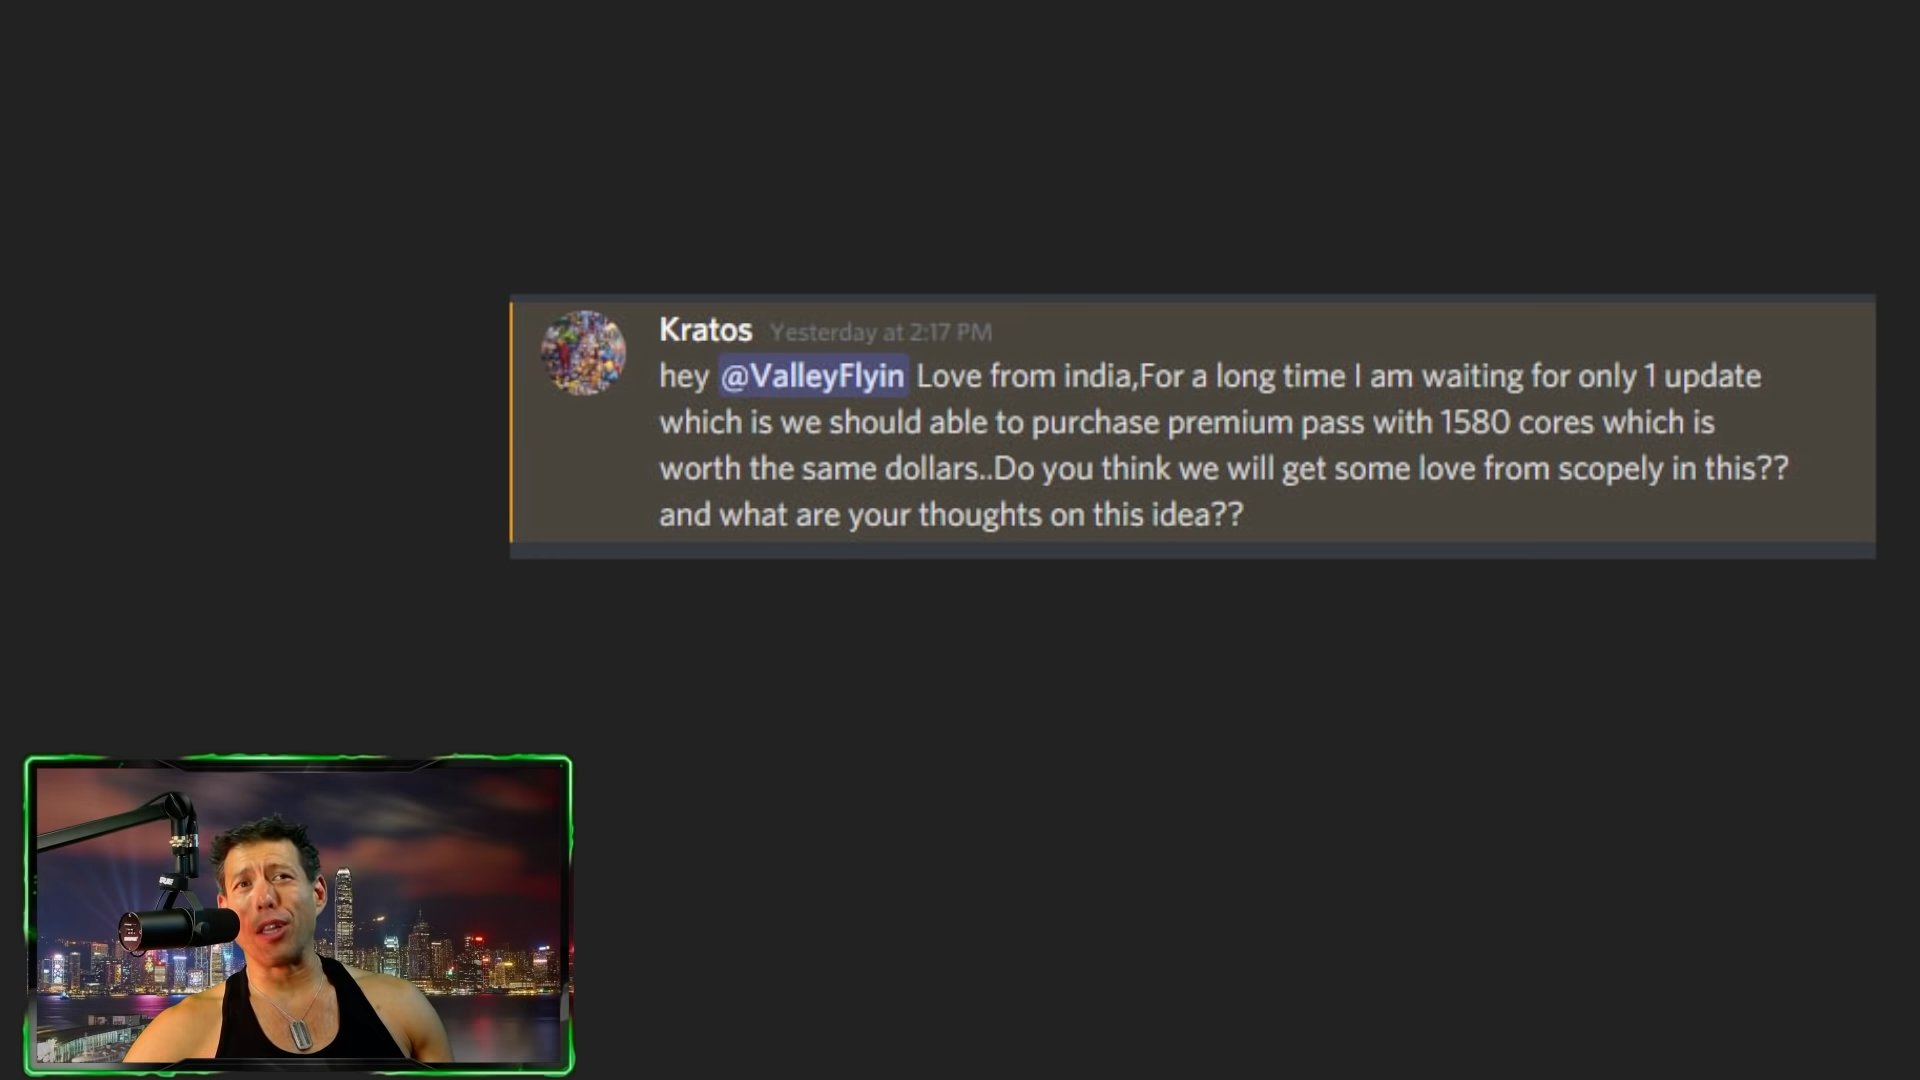 Kratos Yesterday at 2:17 PM
hey @ValleyFlyin Love from india,For a long time I am waiting for only 1 update
which is we should able to purchase premium pass with 1580 cores which is
worth the same dollars..Do you think we will get some love from scopely in this??
and what are your thoughts on this idea??